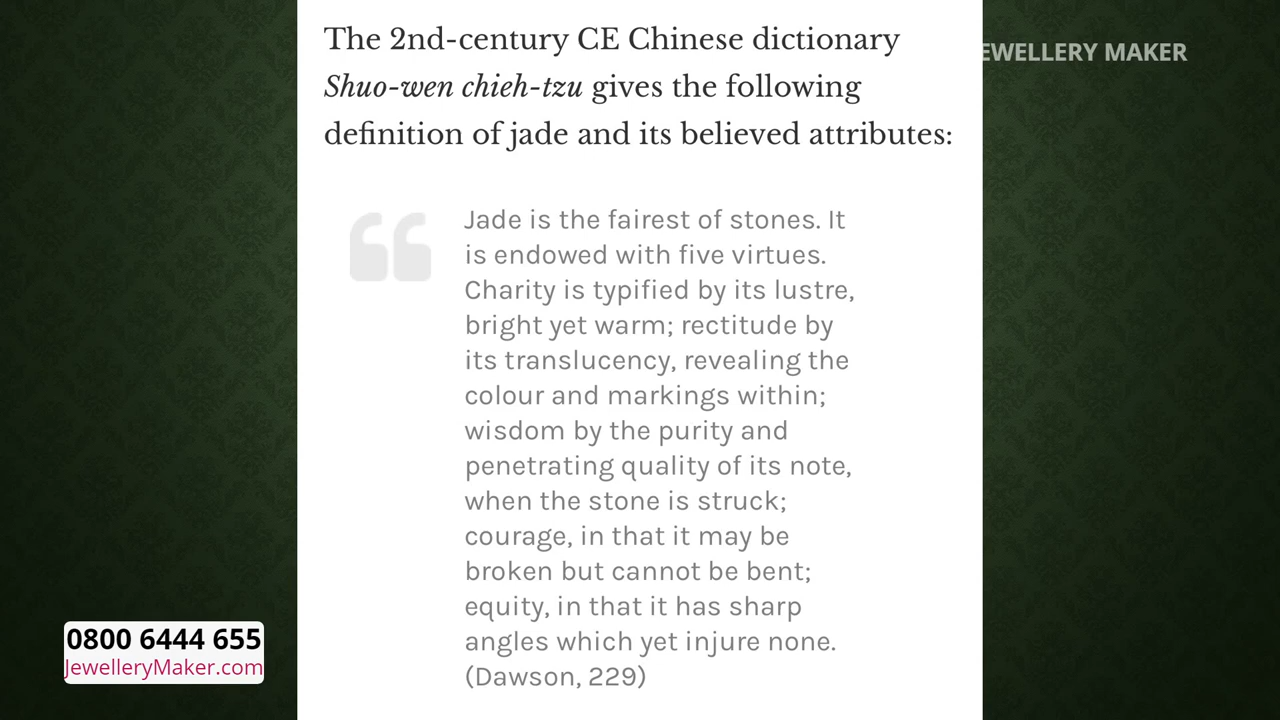 The 2nd-century CE Chinese dictionary
Shuo-wen chieh-tzu gives the following
definition of jade and its believed attributes:
EWELLERY MAKER
Jade is the fairest of stones. It
is endowed with five virtues.
Charity is typified by its lustre,
bright yet warm; rectitude by
its translucency, revealing the
colour and markings within;
wisdom by the purity and
penetrating quality of its note,
when the stone is struck;
courage, in that it may be
broken but cannot be bent;
equity, in that it has sharp
angles which yet injure none.
(Dawson, 229)
0800 6444 655
JewelleryMaker.com